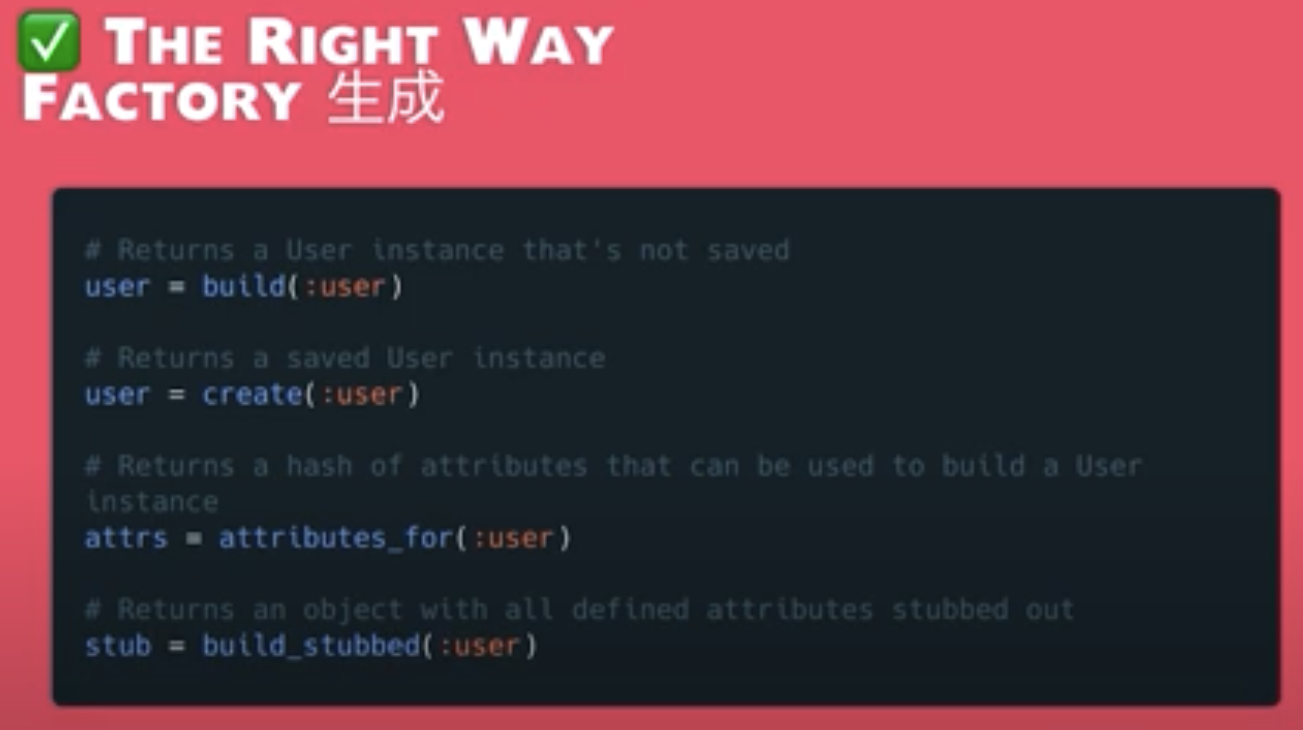 ✅ THE RIGHT WAY
FACTORY 生成
# Returns a User instance that's not saved
user = build(:user)
# Returns a saved User instance
user = create(:user)
# Returns a hash of attributes that can be used to build a User
instance
attrs = attributes_for(:user)
# Returns an object with all defined attributes stubbed out
stub = build_stubbed(:user)